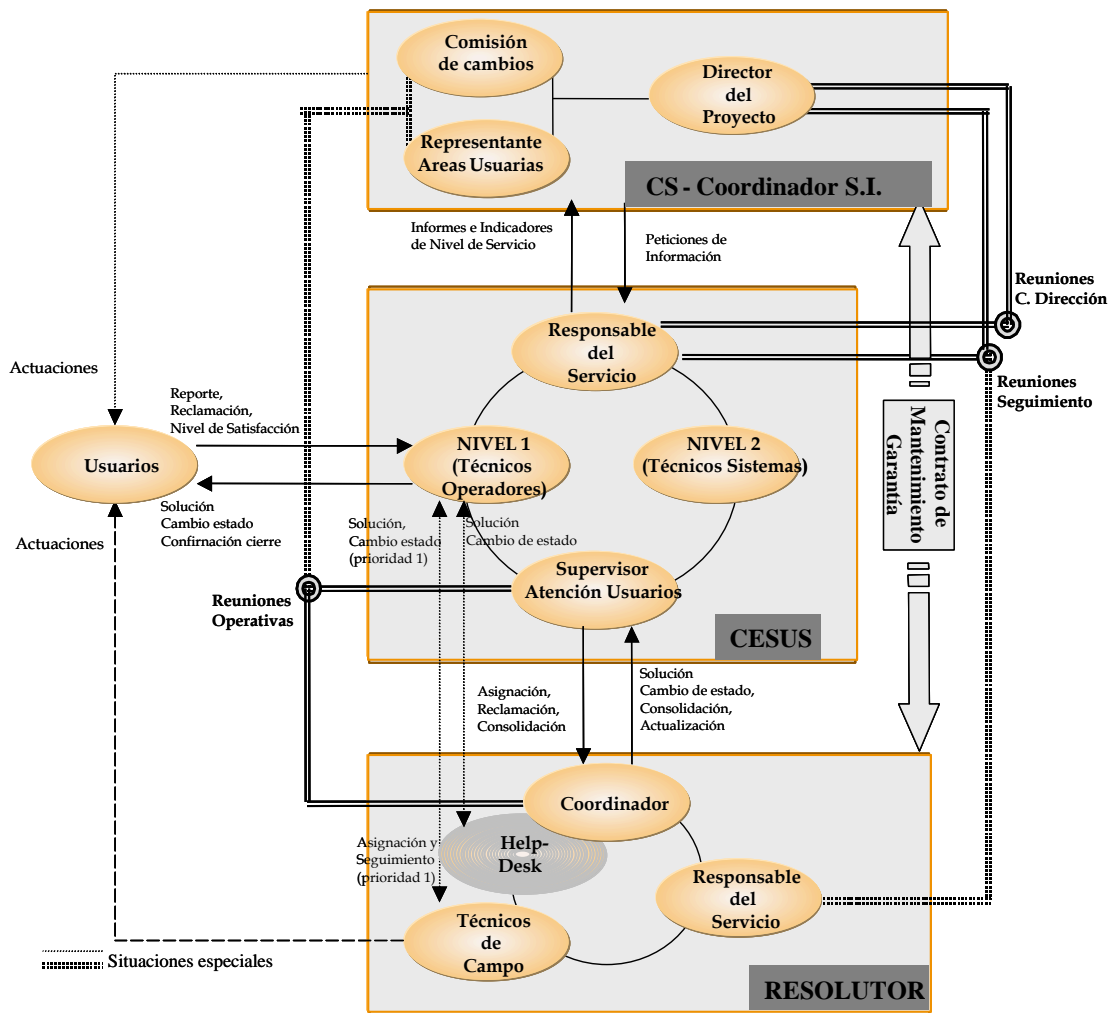 Comisión
de cambios
Director
del
Proyecto
Representante
Areas Usuarias
CS - Coordinador S.I.
Informes e Indicadores
de Nivel de Servicio
Peticiones de
Información
Reuniones
C. Dirección
Responsable
del
Servicio
Reuniones
Seguimiento
Actuaciones
Reporte,
Reclamación,
Nivel de Satisfacción
Usuarios
NIVEL 1
(Técnicos
Operadores)
NIVEL 2
(Técnicos Sistemas)
Contrato de
Mantenimiento
Garantía
Solución
Cambio estado
Confirnación cierre
Actuaciones
Solución,
Cambio estado
(prioridad 1)
Solución
Cambio de estado
Supervisor
Atención Usuarios
Reuniones
Operativas
CESUS
Asignación,
Reclamación,
Consolidación
Solución
Cambio de estado,
Consolidación,
Actualización
Coordinador
Help-
Desk
Asignación y
Seguimiento
(prioridad 1)
Responsable
del
Servicio
Técnicos
de
Campo
Situaciones especiales
RESOLUTOR